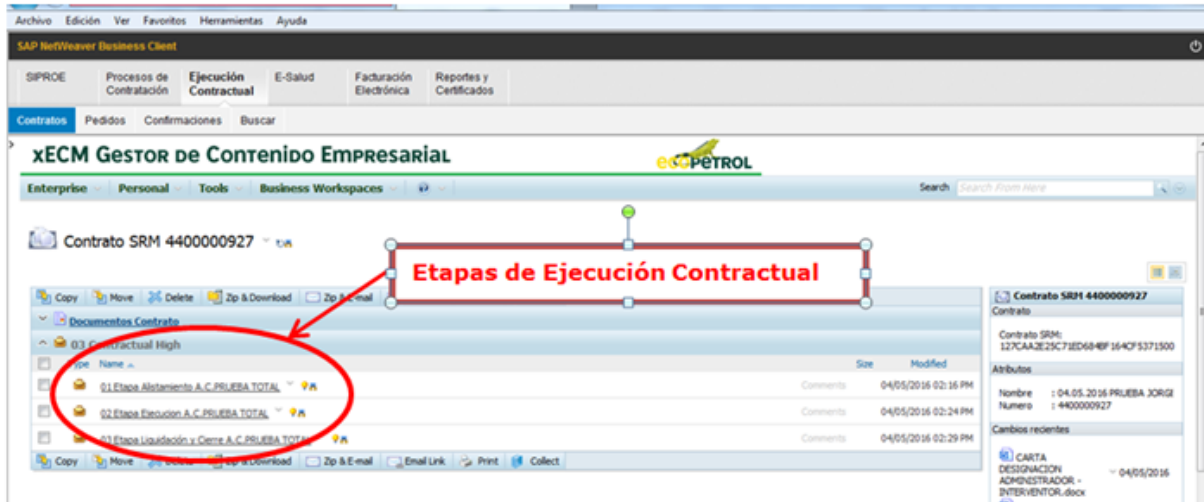 Archivo Edición Ver Favoritos Herramientas Ayuda
SAP NetWeaver Business Client
SIPROE Procesos de Contratación Ejecución Contractual E-Salud Facturación Electrónica Reportes y Certificados
Contratos Pedidos Confirmaciones Buscar
xECM Gestor de Contenido Empresarial
ecopetrol
Enterprise Personal Tools Business Workspaces
Search Search From Here
Contrato SRM 4400000927
Etapas de Ejecución Contractual
Copy Move Delete Zip & Download Zip & E-mail
Documentos Contrato
03 Contractual High
Type Name Size Modified
01 Etapa Alistamiento A.C.PRUEBA TOTAL Comments 04/05/2016 02:16 PM
02 Etapa Ejecucion A.C.PRUEBA TOTAL Comments 04/05/2016 02:24 PM
03 Etapa Liquidación y Cierre A.C.PRUEBA TOTAL Comments 04/05/2016 02:29 PM
Copy Move Delete Zip & Download Zip & E-mail Email Link Print Collect
Contrato SRM 4400000927
Contrato
Contrato SRM:
127CAA2E25C71ED684BF164CF5371500
Atributos
Nombre : 04.05.2016 PRUEBA JORGE
Numero : 4400000927
Cambios recientes
CARTA
DESIGNACION
ADMINISTRADOR -
INTERVENTOR.docx
04/05/2016